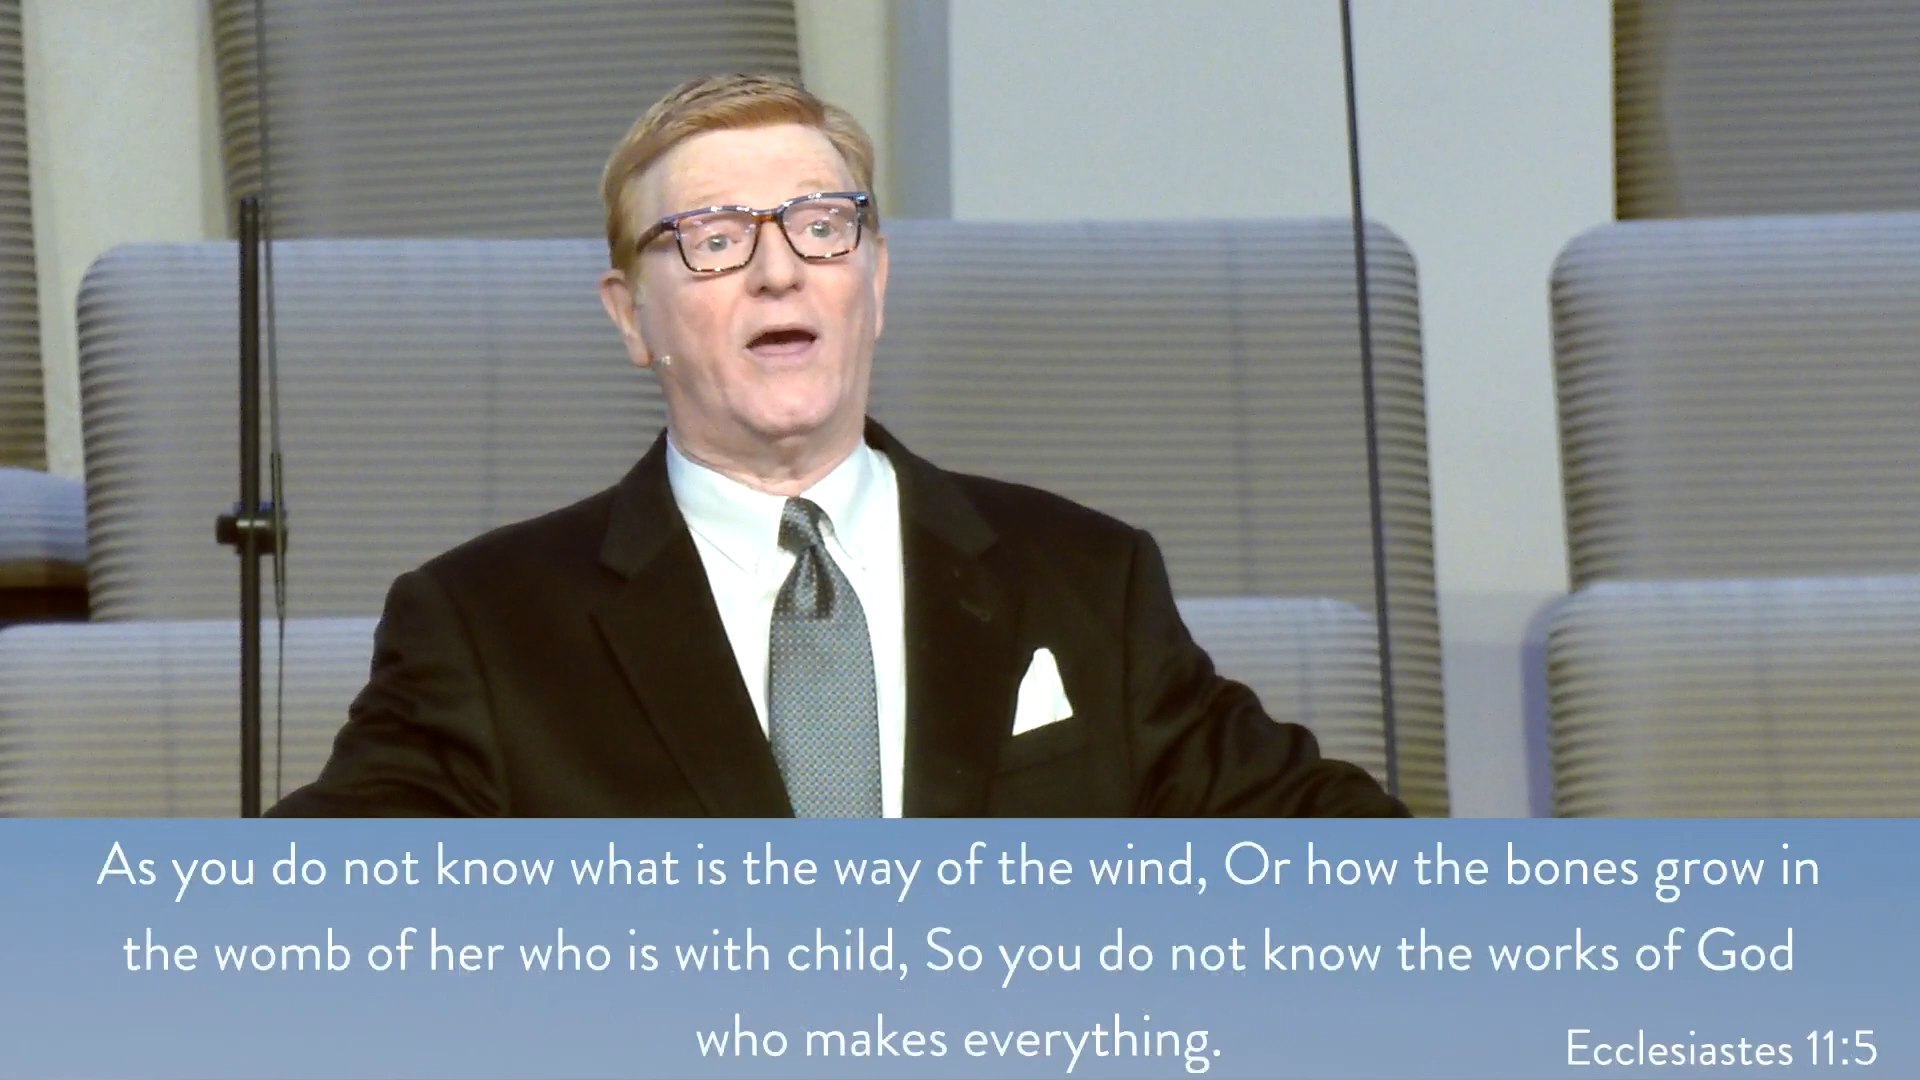 As you do not know what is the way of the wind, Or how the bones grow in
the womb of her who is with child, So you do not know the works of God
who makes everything.
Ecclesiastes 11:5